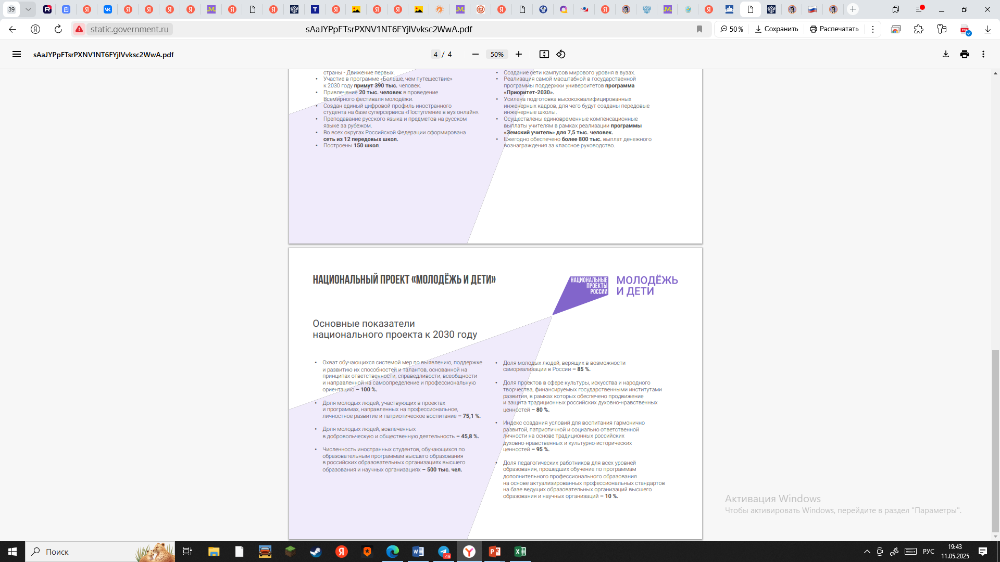 39
static.government.ru
sAaJYPpFTsrPXNV1NT6FYjlVvksc2WwA.pdf
50 %
Сохранить
Распечатать
sAaJYPpFTsrPXNV1NT6FYjlVvksc2WwA.pdf
4 / 4
50%
страны - Движение первых.
• Участие в программе «Больше, чем путешествие»
к 2030 году примут 390 тыс. человек.
• Привлечение 20 тыс. человек в проведение
Всемирного фестиваля молодёжи.
• Создан единый цифровой профиль иностранного
студента на базе суперсервиса «Поступление в вуз онлайн».
• Преподавание русского языка и предметов на русском
языке за рубежом.
• Во всех округах Российской Федерации сформирована
сеть из 12 передовых школ.
• Построены 150 школ.
• Создание сети кампусов мирового уровня в вузах.
• Реализация самой масштабной в государственной
программы поддержки университетов программа
«Приоритет-2030».
• Усилена подготовка высококвалифицированных
инженерных кадров, для чего будут созданы передовые
инженерные школы.
• Осуществлены единовременные компенсационные
выплаты учителям в рамках реализации программы
«Земский учитель» для 7,5 тыс. человек.
• Ежегодно обеспечено более 800 тыс. выплат денежного
вознаграждения за классное руководство.
НАЦИОНАЛЬНЫЙ ПРОЕКТ «МОЛОДЁЖЬ И ДЕТИ»
НАЦИОНАЛЬНЫЕ
ПРОЕКТЫ
РОССИИ
МОЛОДЁЖЬ
И ДЕТИ
Основные показатели
национального проекта к 2030 году
• Охват обучающихся системой мер по выявлению, поддержке
и развитию их способностей и талантов, основанной на
принципах ответственности, справедливости, всеобщности
и направленной на самоопределение и профессиональную
ориентацию – 100 %.
• Доля молодых людей, участвующих в проектах
и программах, направленных на профессиональное,
личностное развитие и патриотическое воспитание – 75,1 %.
• Доля молодых людей, вовлеченных
в добровольческую и общественную деятельность – 45,8 %.
• Численность иностранных студентов, обучающихся по
образовательным программам высшего образования
в российских образовательных организациях высшего
образования и научных организациях – 500 тыс. чел.
• Доля молодых людей, верящих в возможности
самореализации в России – 85 %.
• Доля проектов в сфере культуры, искусства и народного
творчества, финансируемых государственными институтами
развития, в рамках которых обеспечено продвижение
и защита традиционных российских духовно-нравственных
ценностей – 80 %.
• Индекс создания условий для воспитания гармонично
развитой, патриотичной и социально ответственной
личности на основе традиционных российских
духовно-нравственных и культурно-исторических
ценностей – 95 %.
• Доля педагогических работников для всех уровней
образования, прошедших обучение по программам
дополнительного профессионального образования
на основе актуализированных профессиональных стандартов
на базе ведущих образовательных организаций высшего
образования и научных организаций – 10 %.
Активация Windows
Чтобы активировать Windows, перейдите в раздел "Параметры".
Поиск
49
РУС
19:43
11.05.2025